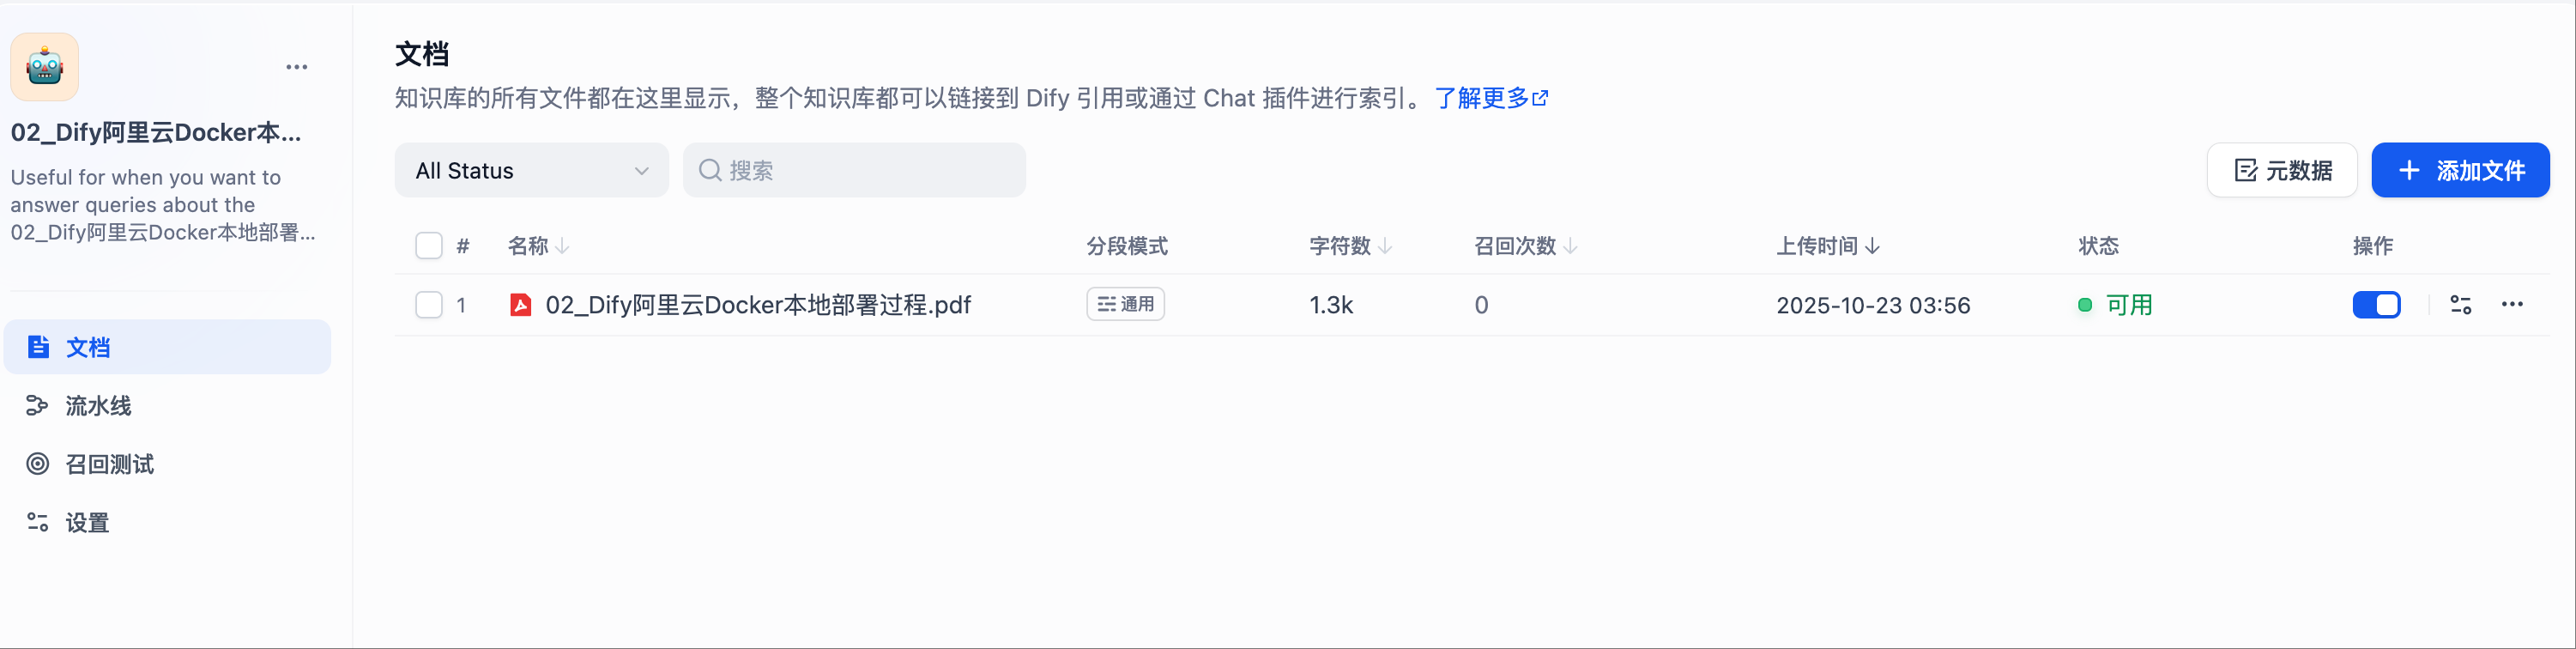 02_Dify阿里云Docker本...
Useful for when you want to
answer queries about the
02_Dify阿里云Docker本地部署...
文档
流水线
召回测试
设置
文档
知识库的所有文件都在这里显示，整个知识库都可以链接到 Dify 引用或通过 Chat 插件进行索引。 了解更多
All Status 搜索 元数据 + 添加文件
# 名称 分段模式 字符数 召回次数 上传时间 状态 操作
1 02_Dify阿里云Docker本地部署过程.pdf 通用 1.3k 0 2025-10-23 03:56 可用